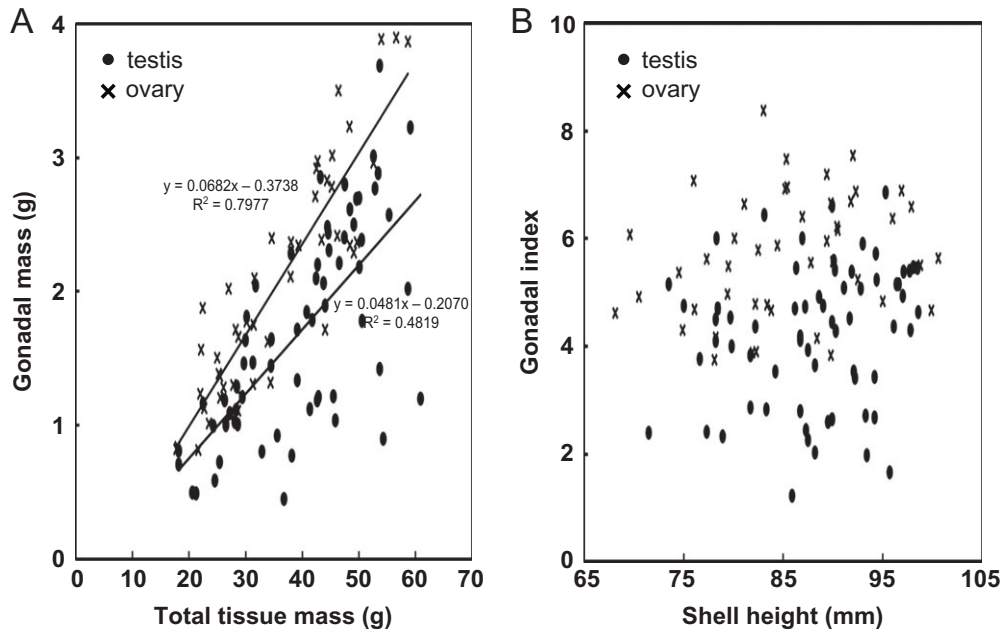 A
● testis
× ovary
Gonadal mass (g)
4
3
2
1
0
y = 0.0682x – 0.3738
R² = 0.7977
y = 0.0481x – 0.2070
R² = 0.4819
0 10 20 30 40 50 60 70
Total tissue mass (g)
B
● testis
× ovary
Gonadal index
10
8
6
4
2
0
65 75 85 95 105
Shell height (mm)